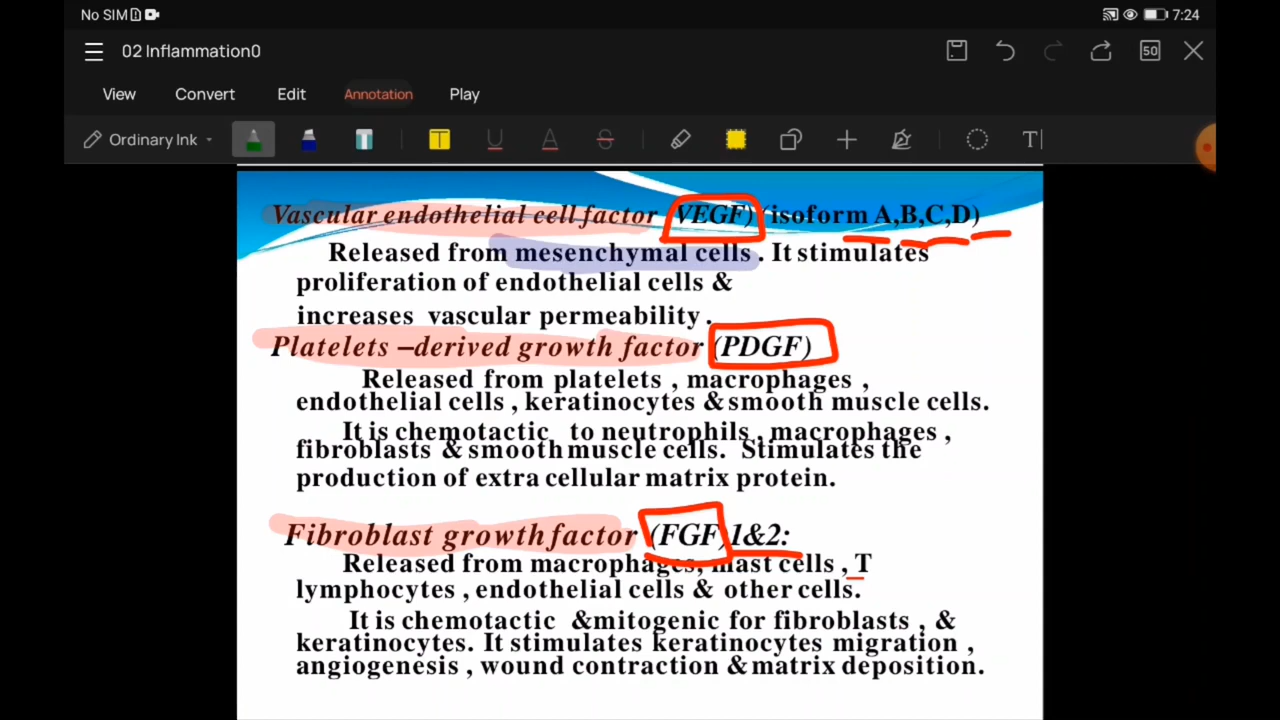 No SIM 7:24
02 Inflammation0 50
View Convert Edit Annotation Play
Ordinary Ink T T|
Vascular endothelial cell factor (VEGF) (isoform A,B,C,D)
Released from mesenchymal cells . It stimulates
proliferation of endothelial cells &
increases vascular permeability .
Platelets –derived growth factor (PDGF)
Released from platelets , macrophages ,
endothelial cells , keratinocytes & smooth muscle cells.
It is chemotactic to neutrophils , macrophages ,
fibroblasts & smooth muscle cells. Stimulates the
production of extra cellular matrix protein.
Fibroblast growth factor (FGF) 1&2:
Released from macrophages, mast cells , T
lymphocytes , endothelial cells & other cells.
It is chemotactic &mitogenic for fibroblasts , &
keratinocytes. It stimulates keratinocytes migration ,
angiogenesis , wound contraction & matrix deposition.